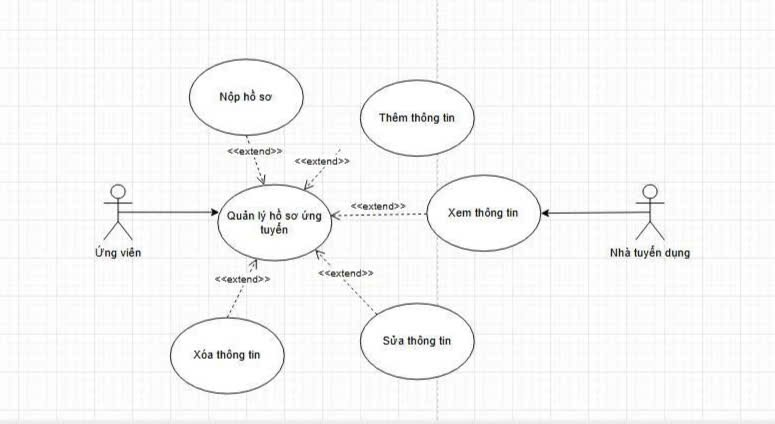 Nộp hồ sơ
Thêm thông tin
<<extend>>
<<extend>>
<<extend>>
Xem thông tin
Quản lý hồ sơ ứng
tuyển
Ứng viên
Nhà tuyển dụng
<<extend>>
<<extend>>
Sửa thông tin
Xóa thông tin